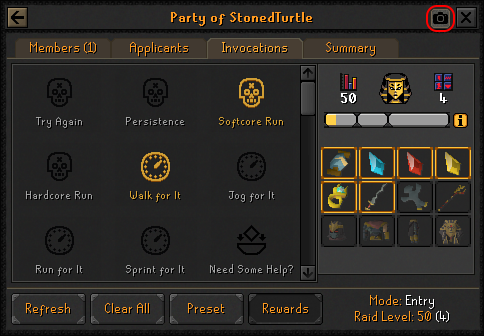 Party of StonedTurtle
Members (1) Applicants Invocations Summary
Try Again Persistence Softcore Run
Hardcore Run Walk for It Jog for It
Run for It Sprint for It Need Some Help?
50 4
i
Refresh Clear All Preset Rewards
Mode: Entry
Raid Level: 50 (4)